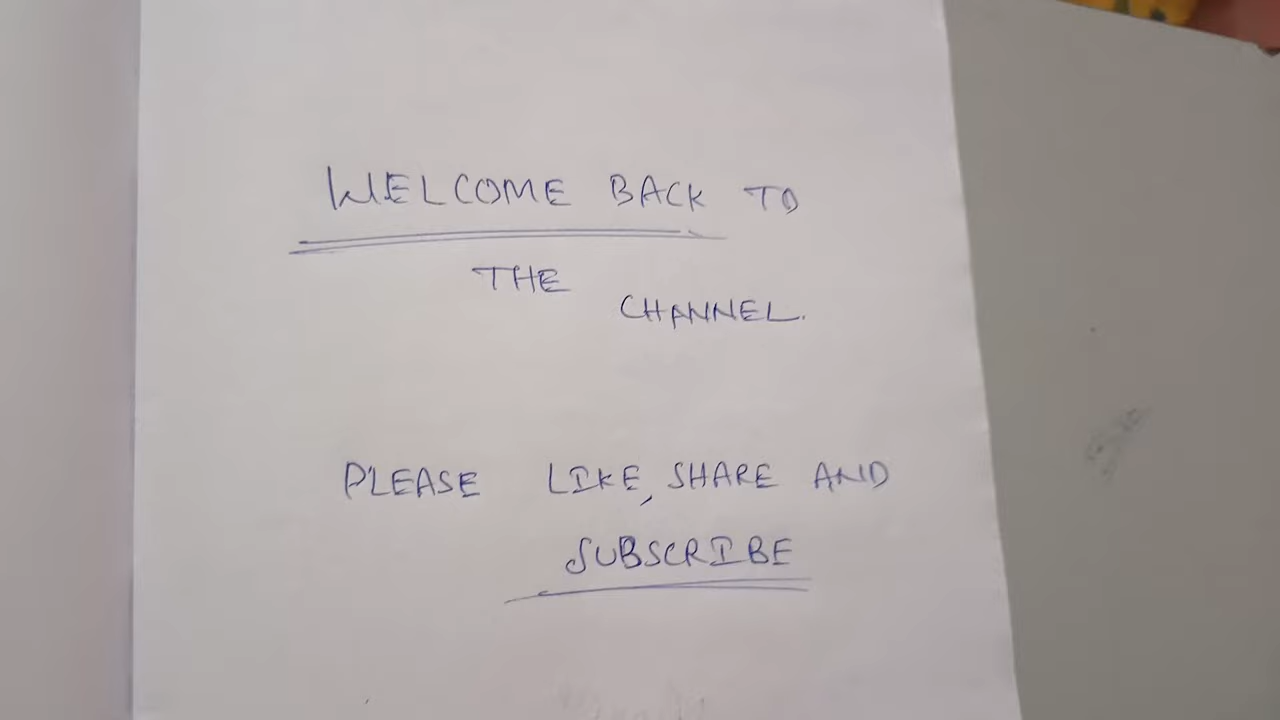 WELCOME BACK TO
THE
CHANNEL.
PLEASE LIKE, SHARE AND
SUBSCRIBE